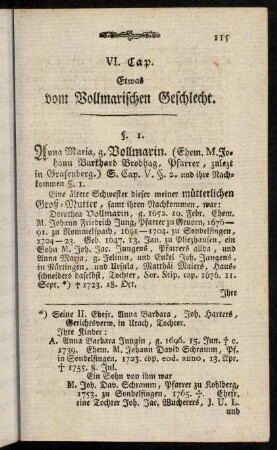 115
VI. Cap.
Etwas
vom Vollmarischen Geschlecht.
§. 1.
Anna Maria, g. Vollmarin. (Ehem. M. Jo-
hann Burkhard Brobhag, Pfarrer, zulezt
in Grafenberg.) S. Cap. V. §. 2. und ihre Nach-
kommen §. 1.
Eine ältere Schwester dieser meiner mütterlichen
Groß-Mutter, samt ihren Nachkommen, war:
Dorothea Vollmarin, g. 1652. 19. Febr. Ehem.
M. Johann Friedrich Jung, Pfarrer zu Gruorn, 1676—
91. zu Rommelspach, 1691—1704. zu Sondelfingen,
1704—23. Geb. 1647. 13. Jan. zu Pliezhausen, ein
Sohn M. Joh. Jac. Jungens, Pfarrers allda, und
Anna Maria, g. Jelinin, und Enkel Joh. Jungens,
in Nürtingen, und Ursula, Matthäi Maiers, Haus-
schneiders daselbst, Tochter, Ser. Stip. cop. 1676. 11.
Sept. *) † 1723. 18. Oct.
Ihre
*) Seine II. Ehefr. Anna Barbara, Joh. Harters,
Gerichtsverw. in Urach, Tochter.
Ihre Kinder:
A. Anna Barbara Jungin, g. 1696. 15. Jun. † c.
1739. Ehem. M. Johann David Schramm, Pf.
in Sondelfingen, 1723. cop. eod. anno, 13. Apr.
† 1755. 8. Jul.
Ein Sohn von ihm war
M. Joh. Dav. Schramm, Pfarrer zu Kohlberg,
1753. zu Sondelfingen, 1765. †. Ehefr.
eine Tochter Joh. Jac. Wucherers, J. U. L.
und